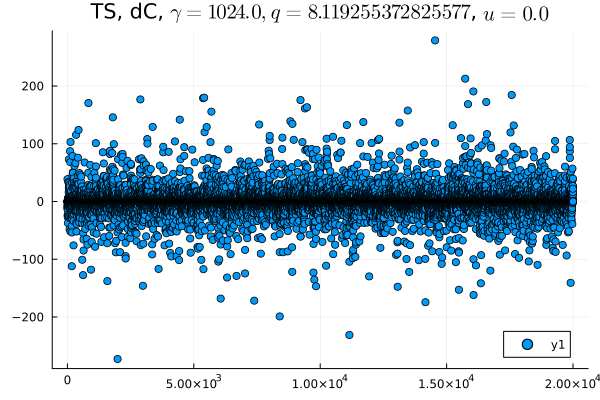 TS, dC, γ = 1024.0, q = 8.119255372825577, u = 0.0
200
100
0
−100
−200
y1
0 5.00×10³ 1.00×10⁴ 1.50×10⁴ 2.00×10⁴